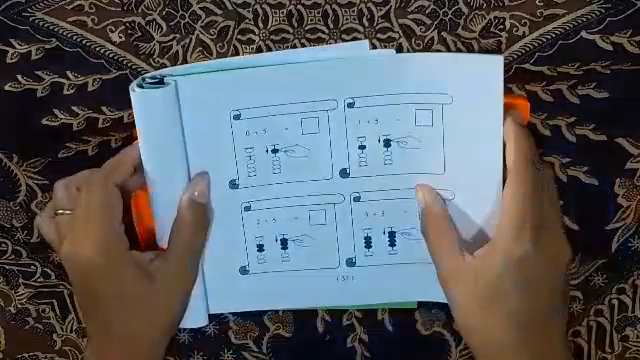 0 + 5 =
1 + 5 =
2 + 5 =
3 + 5 =